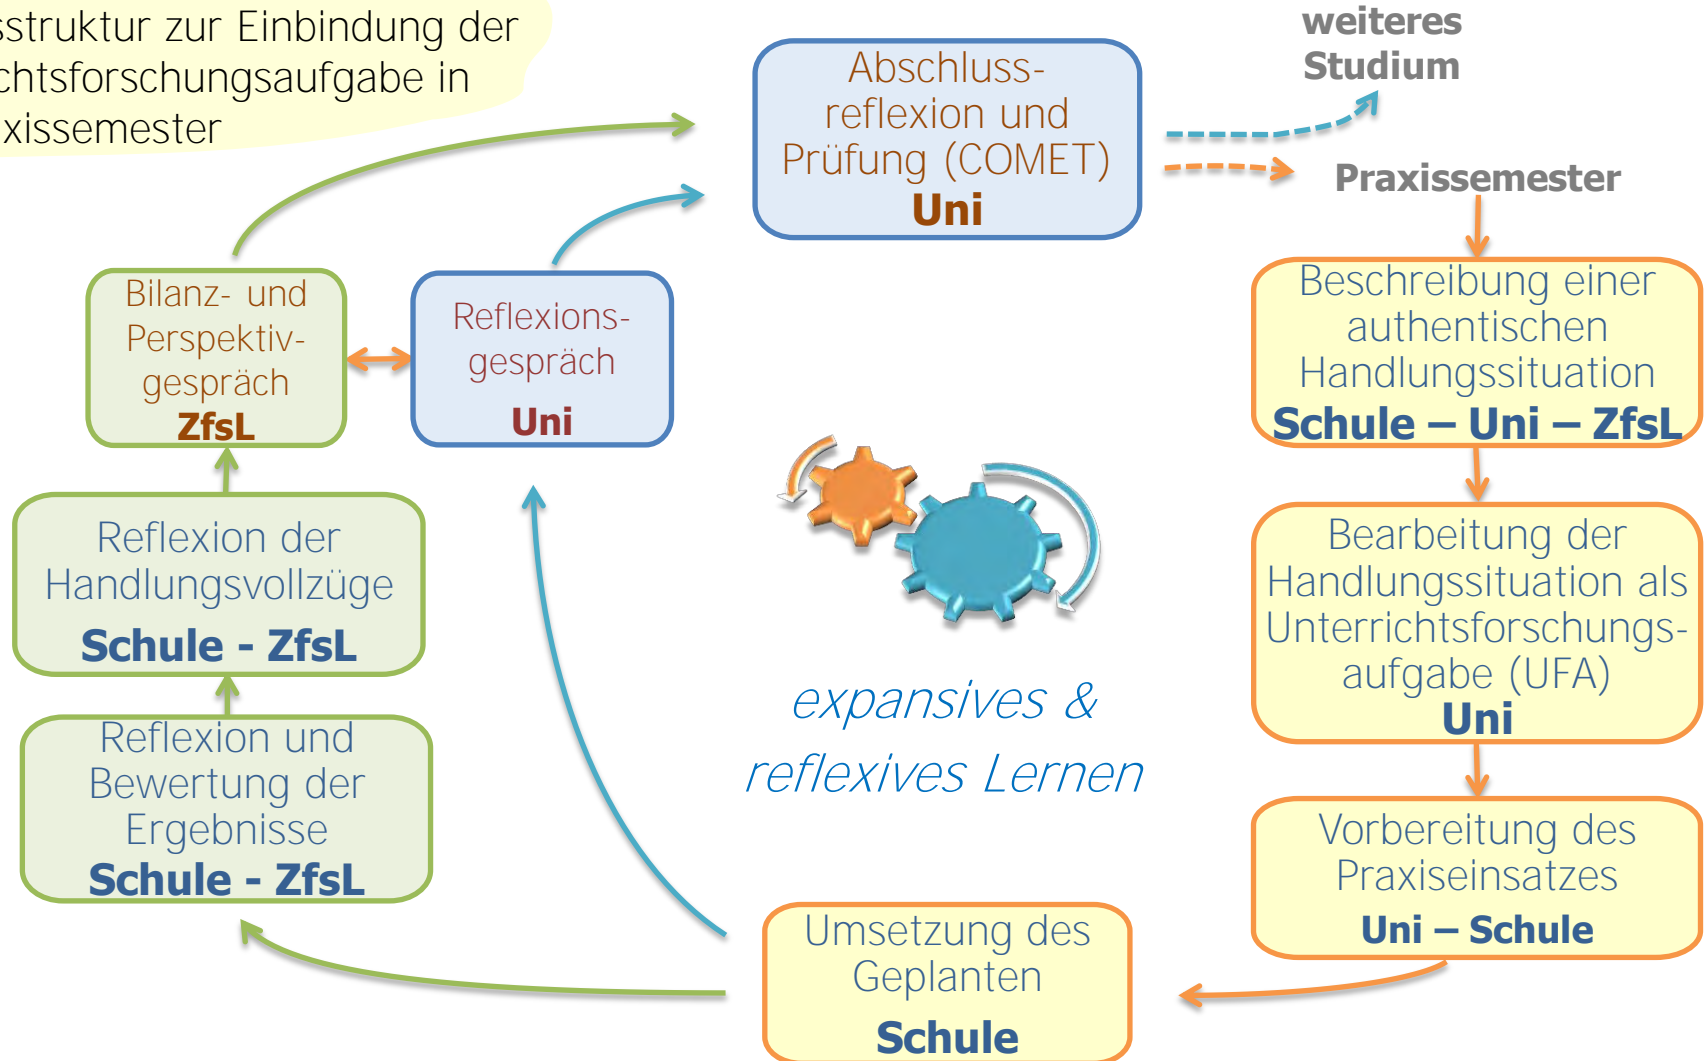 sstruktur zur Einbindung der
chtsforschungsaufgabe in
xissemester
weiteres
Studium
Abschluss-
reflexion und
Prüfung (COMET)
Uni
Praxissemester
Bilanz- und
Perspektiv-
gespräch
ZfsL
Reflexions-
gespräch
Uni
Beschreibung einer
authentischen
Handlungssituation
Schule – Uni – ZfsL
Reflexion der
Handlungsvollzüge
Schule - ZfsL
Bearbeitung der
Handlungssituation als
Unterrichtsforschungs-
aufgabe (UFA)
Uni
expansives &
reflexives Lernen
Reflexion und
Bewertung der
Ergebnisse
Schule - ZfsL
Vorbereitung des
Praxiseinsatzes
Uni – Schule
Umsetzung des
Geplanten
Schule